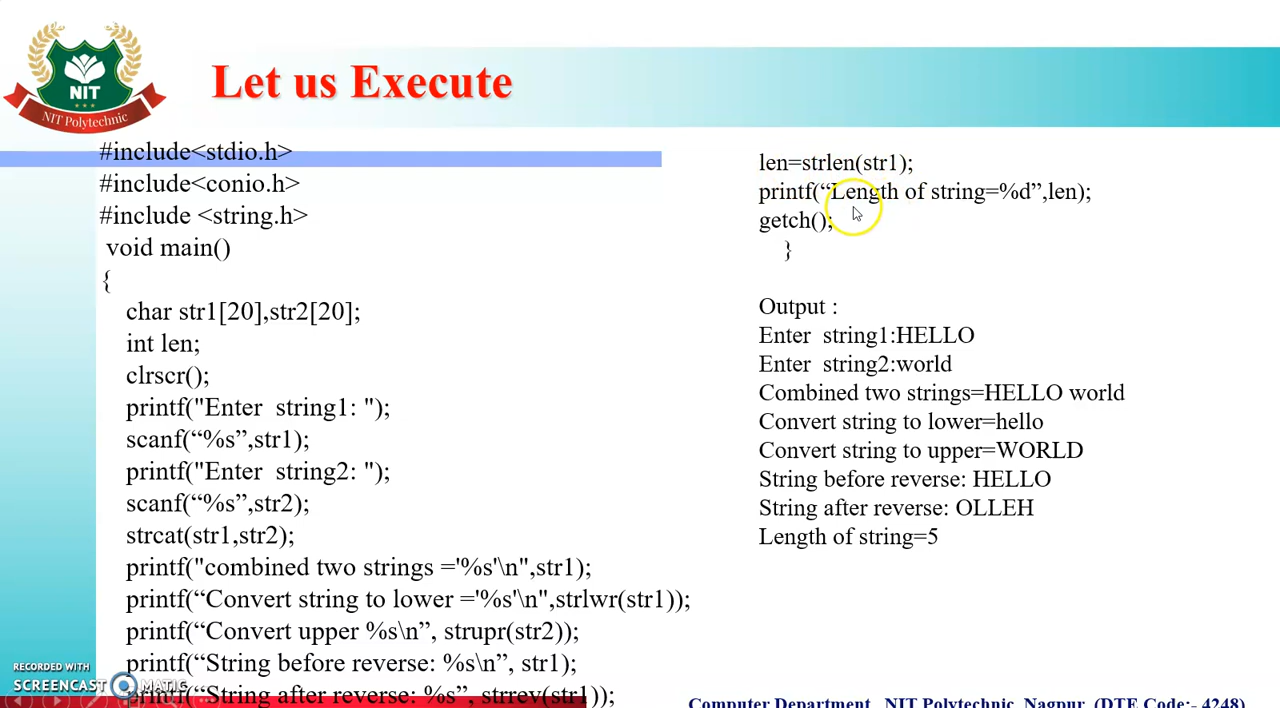 Let us Execute
NIT
NIT Polytechnic
#include<stdio.h>
#include<conio.h>
#include <string.h>
void main()
{
char str1[20],str2[20];
int len;
clrscr();
printf("Enter  string1: ");
scanf(“%s”,str1);
printf("Enter  string2: ");
scanf(“%s”,str2);
strcat(str1,str2);
printf("combined two strings ='%s'\n",str1);
printf(“Convert string to lower ='%s'\n",strlwr(str1));
printf(“Convert upper %s\n”, strupr(str2));
printf(“String before reverse: %s\n”, str1);
printf(“String after reverse: %s”, strrev(str1));
len=strlen(str1);
printf(“Length of string=%d”,len);
getch();
}
Output :
Enter  string1:HELLO
Enter  string2:world
Combined two strings=HELLO world
Convert string to lower=hello
Convert string to upper=WORLD
String before reverse: HELLO
String after reverse: OLLEH
Length of string=5
RECORDED WITH
SCREENCAST MATIC
Computer Department, NIT Polytechnic, Nagpur (DTE Code:- 4248)